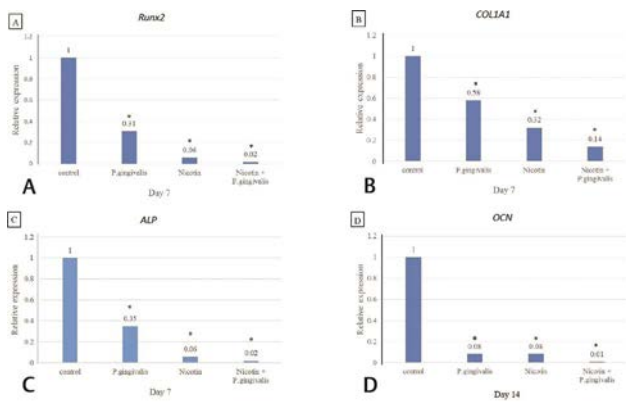 A
Runx2
Relative expression
1.2
1
0.8
0.6
0.4
0.2
0
1
*
0.31
*
0.06
*
0.02
control
P.gingivalis
Nicotin
Nicotin +
P.gingivalis
A
Day 7
B
COL1A1
Relative expression
1.2
1
0.8
0.6
0.4
0.2
0
1
*
0.58
*
0.32
*
0.14
control
P.gingivalis
Nicotin
Nicotin +
P.gingivalis
B
Day 7
C
ALP
Relative expression
1.2
1
0.8
0.6
0.4
0.2
0
1
*
0.35
*
0.06
*
0.02
control
P.gingivalis
Nicotin
Nicotin +
P.gingivalis
C
Day 7
D
OCN
Relative expression
1.2
1
0.8
0.6
0.4
0.2
0
1
*
0.08
*
*
0.01
control
P.gingivalis
Nicotin
Nicotin +
P.gingivalis
D
Day 14